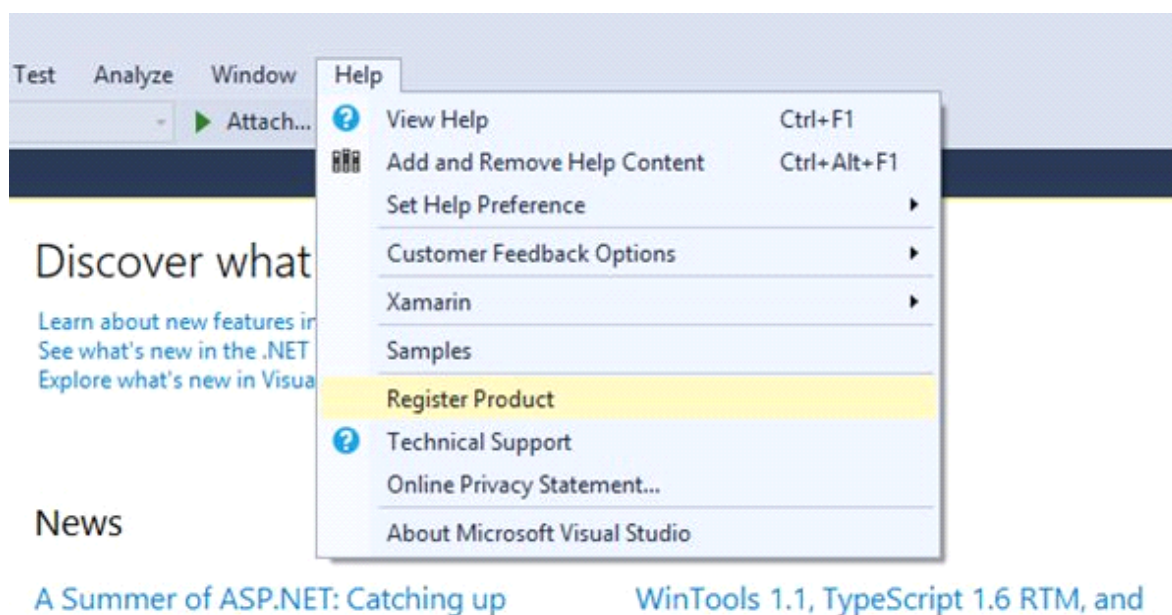 Test Analyze Window Help
Attach...
View Help Ctrl+F1
Add and Remove Help Content Ctrl+Alt+F1
Set Help Preference
Customer Feedback Options
Xamarin
Samples
Register Product
Technical Support
Online Privacy Statement...
About Microsoft Visual Studio
Discover what
Learn about new features in
See what's new in the .NET
Explore what's new in Visua
News
A Summer of ASP.NET: Catching up
WinTools 1.1, TypeScript 1.6 RTM, and